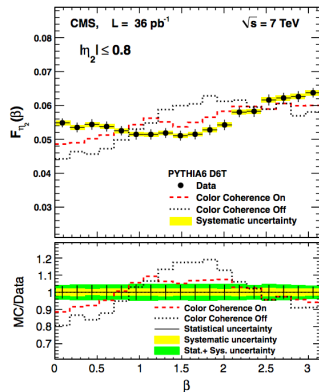 CMS, L = 36 pb-1 √s = 7 TeV
|η2| ≤ 0.8
0.08
0.07
0.06
0.05
0.04
0.03
Fη2(β)
PYTHIA6 D6T
Data
Color Coherence On
Color Coherence Off
Systematic uncertainty
1.2
1.1
1
0.9
0.8
0.7
MC/Data
Color Coherence On
Color Coherence Off
Statistical uncertainty
Systematic uncertainty
Stat.+ Sys. uncertainty
0 0.5 1 1.5 2 2.5 3
β